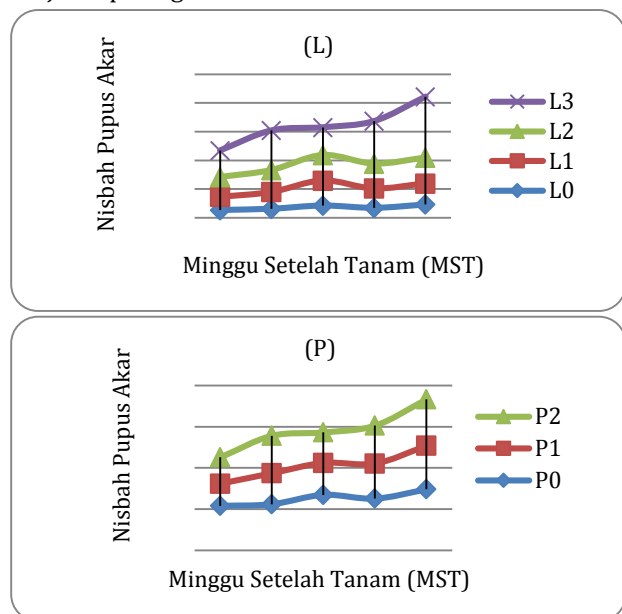 (L)
Nisbah Pupus Akar
L3
L2
L1
L0
Minggu Setelah Tanam (MST)
(P)
Nisbah Pupus Akar
P2
P1
P0
Minggu Setelah Tanam (MST)